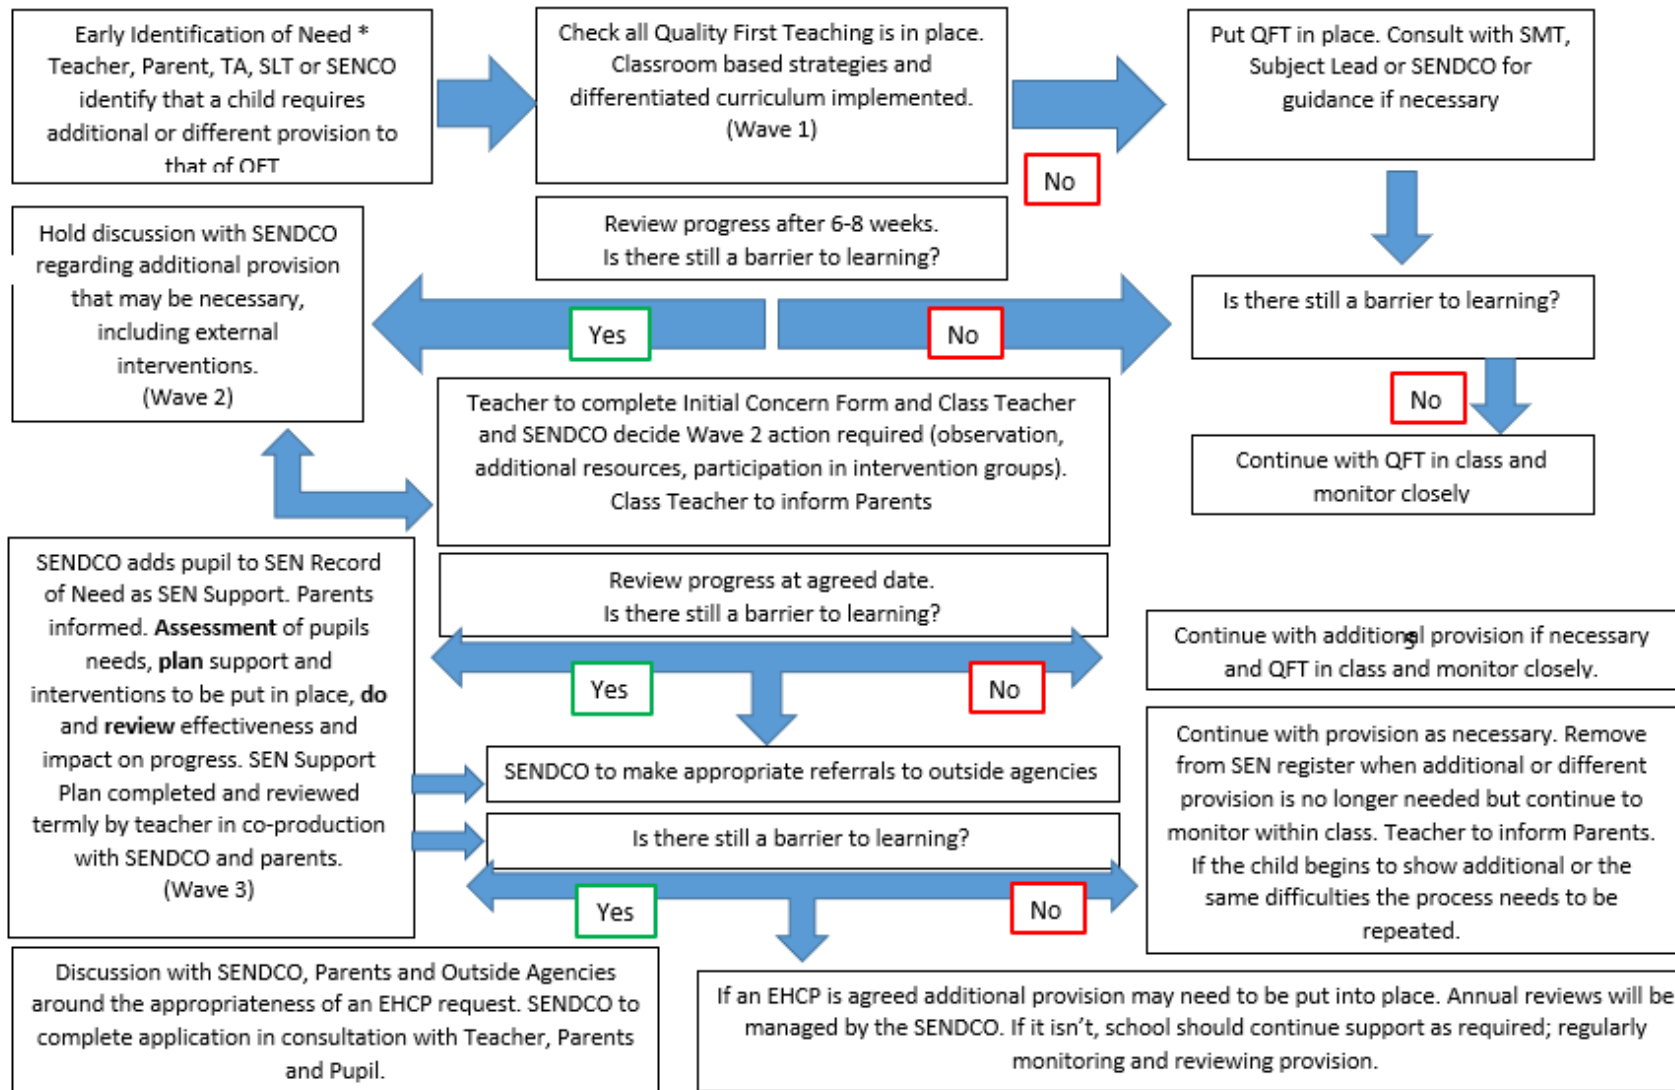 Early Identification of Need *
Teacher, Parent, TA, SLT or SENCO
identify that a child requires
additional or different provision to
that of QFT
Check all Quality First Teaching is in place.
Classroom based strategies and
differentiated curriculum implemented.
(Wave 1)
Put QFT in place. Consult with SMT,
Subject Lead or SENDCO for
guidance if necessary
No
Review progress after 6-8 weeks.
Is there still a barrier to learning?
Hold discussion with SENDCO
regarding additional provision
that may be necessary,
including external
interventions.
(Wave 2)
Yes
No
Is there still a barrier to learning?
No
Continue with QFT in class and
monitor closely
Teacher to complete Initial Concern Form and Class Teacher
and SENDCO decide Wave 2 action required (observation,
additional resources, participation in intervention groups).
Class Teacher to inform Parents
Review progress at agreed date.
Is there still a barrier to learning?
Yes
No
Continue with additional provision if necessary
and QFT in class and monitor closely.
SENDCO adds pupil to SEN Record
of Need as SEN Support. Parents
informed. Assessment of pupils
needs, plan support and
interventions to be put in place, do
and review effectiveness and
impact on progress. SEN Support
Plan completed and reviewed
termly by teacher in co-production
with SENDCO and parents.
(Wave 3)
SENDCO to make appropriate referrals to outside agencies
Is there still a barrier to learning?
Yes
No
Continue with provision as necessary. Remove
from SEN register when additional or different
provision is no longer needed but continue to
monitor within class. Teacher to inform Parents.
If the child begins to show additional or the
same difficulties the process needs to be
repeated.
Discussion with SENDCO, Parents and Outside Agencies
around the appropriateness of an EHCP request. SENDCO to
complete application in consultation with Teacher, Parents
and Pupil.
If an EHCP is agreed additional provision may need to be put into place. Annual reviews will be
managed by the SENDCO. If it isn't, school should continue support as required; regularly
monitoring and reviewing provision.